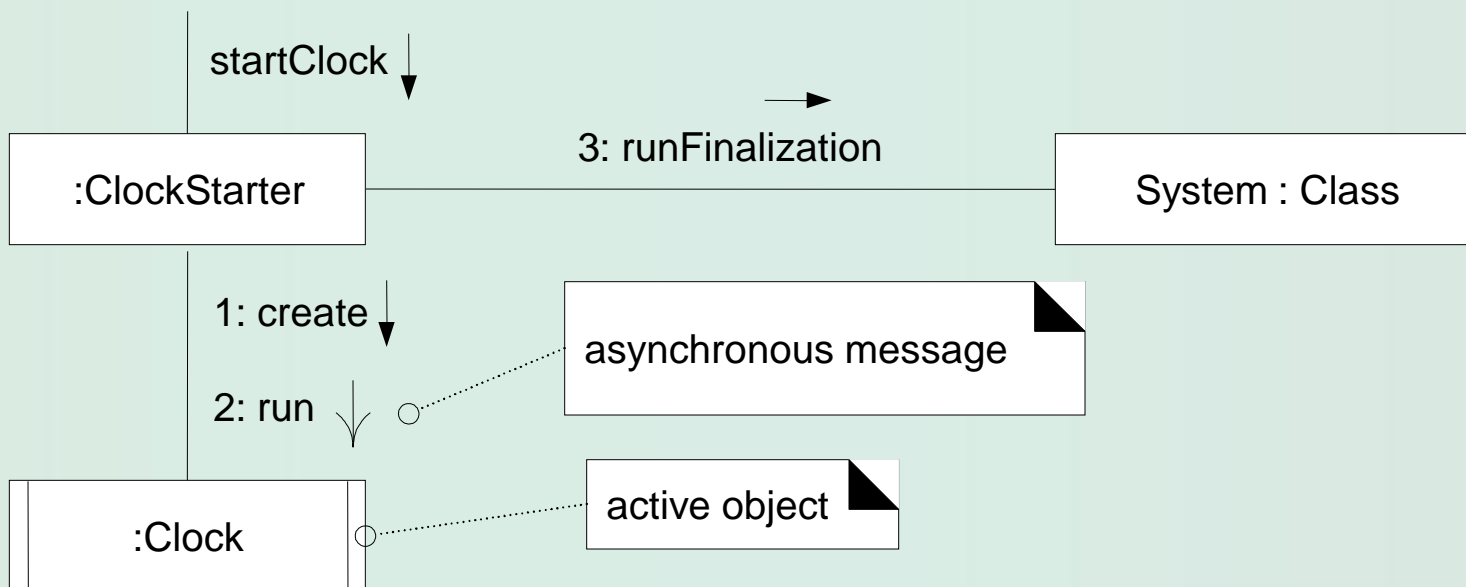 startClock
3: runFinalization
:ClockStarter
System : Class
1: create
asynchronous message
2: run
active object
:Clock